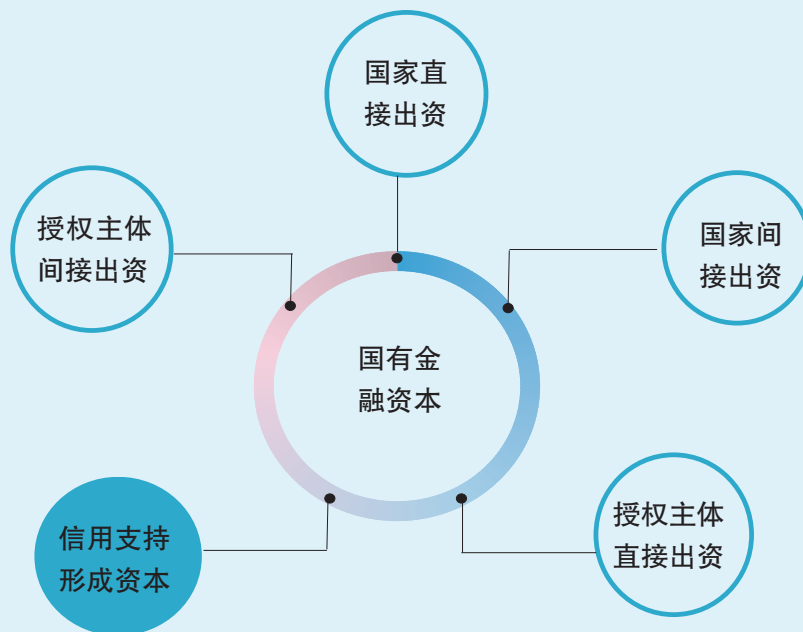 国家直
接出资
授权主体
间接出资
国家间
接出资
国有金
融资本
信用支持
形成资本
授权主体
直接出资